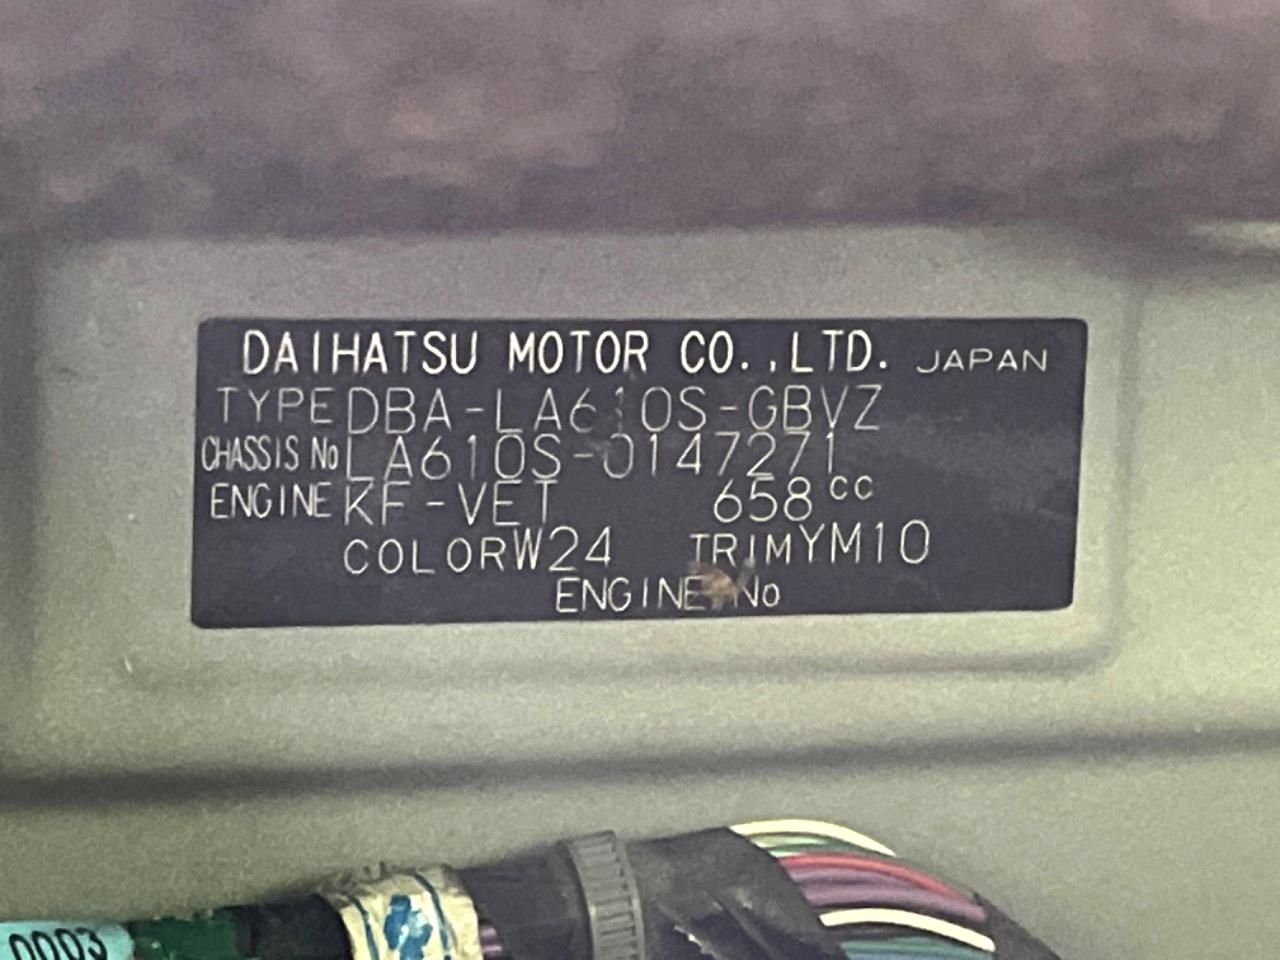 DAIHATSU MOTOR CO.,LTD. JAPAN
TYPE DBA-LA610S-GBVZ
CHASSIS No LA610S-0147271
ENGINE KF-VET 658cc
COLOR W24 TRIM YM10
ENGINE No
0003